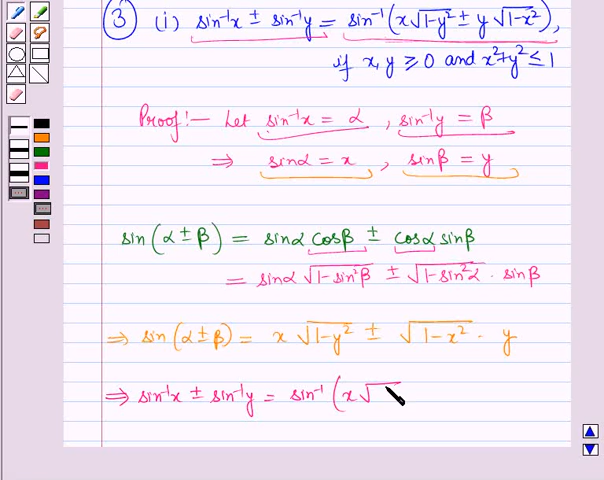 ③ (i) sin⁻¹x ± sin⁻¹y = sin⁻¹(x√(1-y²) ± y√(1-x²)),
if x, y ≥ 0 and x²+y² ≤ 1
Proof:- Let sin⁻¹x = α , sin⁻¹y = β
⇒ sinα = x , sinβ = y
sin(α ± β) = sinα cosβ ± cosα sinβ
= sinα √(1-sin²β) ± √(1-sin²α) · sinβ
⇒ sin(α ± β) = x √(1-y²) ± √(1-x²) · y
⇒ sin⁻¹x ± sin⁻¹y = sin⁻¹(x√